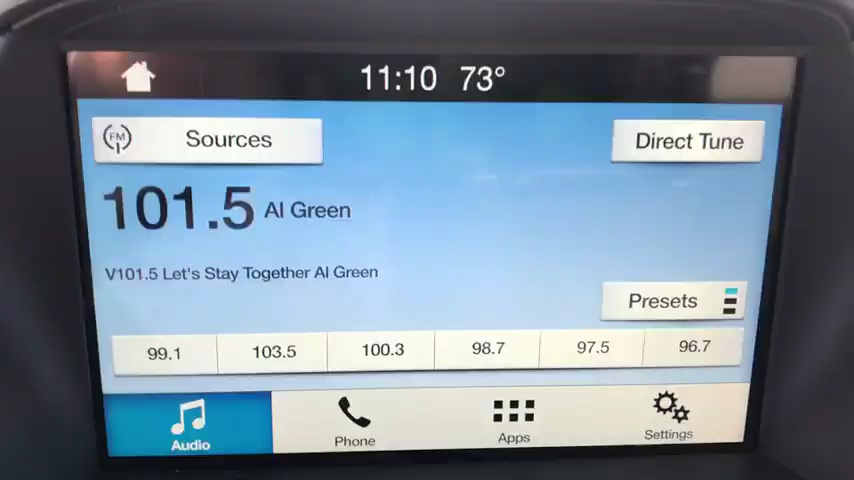 11:10 73°
FM Sources
Direct Tune
101.5 Al Green
V101.5 Let's Stay Together Al Green
Presets
99.1 103.5 100.3 98.7 97.5 96.7
Audio Phone Apps Settings